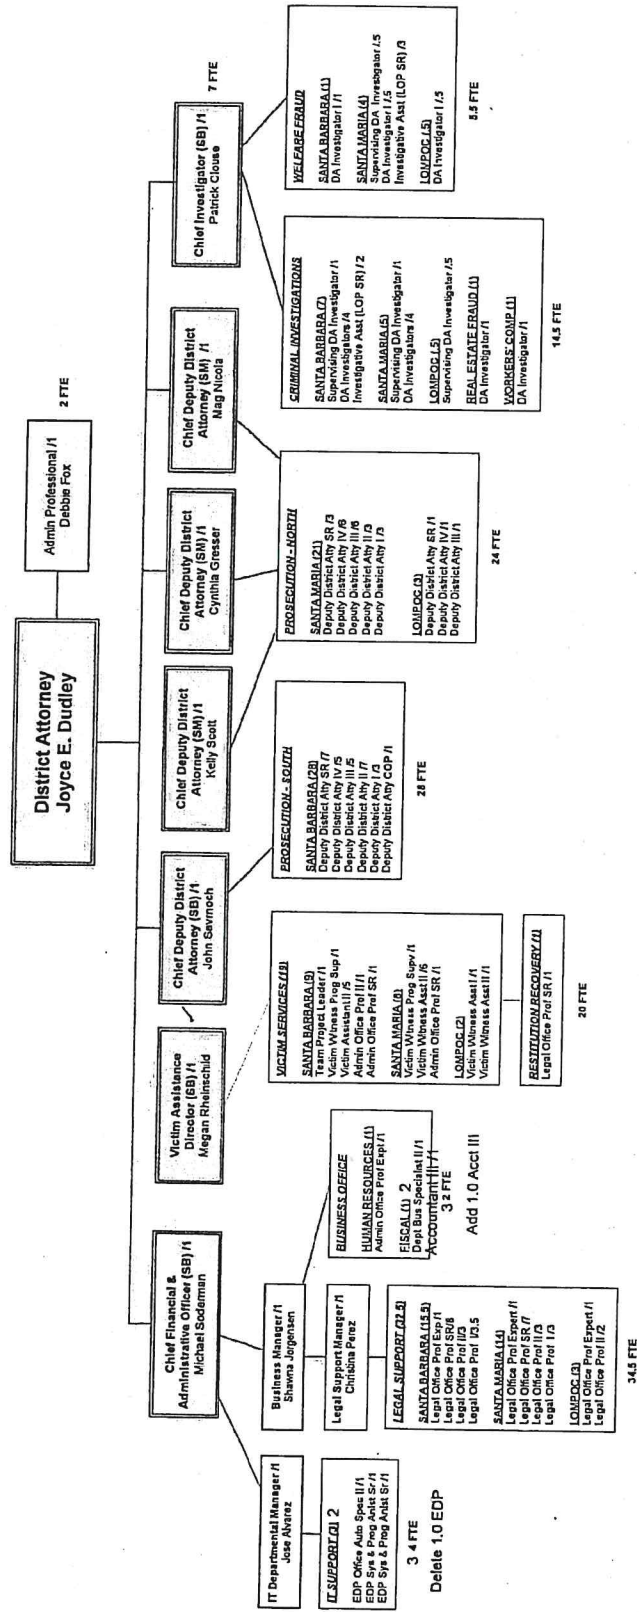 District Attorney
Joyce E. Dudley
Admin Professional /1
Debbie Fox
2 FTE
Chief Financial &
Administrative Officer (SB) /1
Michael Soderman
Victim Assistance
Director (SB) /1
Megan Rheinschild
Chief Deputy District
Attorney (SB) /1
John Savrnoch
Chief Deputy District
Attorney (SM) /1
Kelly Scott
Chief Deputy District
Attorney (SM) /1
Cynthia Gresser
Chief Deputy District
Attorney (SM) /1
Mag Nicola
Chief Investigator (SB) /1
Patrick Clouse
7 FTE
IT Departmental Manager /1
Jose Alvarez
IT SUPPORT (3) 2
EDP Office Auto Spec II /1
EDP Sys & Prog Anlst Sr /1
EDP Sys & Prog Anlst Sr /1
3 4 FTE
Delete 1.0 EDP
Business Manager /1
Shawna Jorgensen
Legal Support Manager /1
Christina Perez
LEGAL SUPPORT (32.5)
SANTA BARBARA (15.5)
Legal Office Prof Exp /1
Legal Office Prof SR/8
Legal Office Prof II/3
Legal Office Prof I/3.5
SANTA MARIA (14)
Legal Office Prof Expert /1
Legal Office Prof SR /7
Legal Office Prof II /3
Legal Office Prof I /3
LOMPOC (3)
Legal Office Prof Expert /1
Legal Office Prof II /2
34.5 FTE
BUSINESS OFFICE
HUMAN RESOURCES (1)
Admin Office Prof Expt /1
FISCAL (1) 2
Dept Bus Specialist II /1
Accountant III /1
3 2 FTE
Add 1.0 Acct III
VICTIM SERVICES (19)
SANTA BARBARA (9)
Team Project Leader /1
Victim Witness Prog Sup /1
Victim Assistant II /5
Admin Office Prof II /1
Admin Office Prof SR /1
SANTA MARIA (8)
Victim Witness Prog Supv /1
Victim Witness Asst II /6
Admin Office Prof SR /1
LOMPOC (2)
Victim Witness Asst I /1
Victim Witness Asst II /1
RESTITUTION RECOVERY (1)
Legal Office Prof SR /1
20 FTE
PROSECUTION - SOUTH
SANTA BARBARA (28)
Deputy District Atty SR /7
Deputy District Atty IV /5
Deputy District Atty III /5
Deputy District Atty II /7
Deputy District Atty I /3
Deputy District Atty COP /1
28 FTE
PROSECUTION - NORTH
SANTA MARIA (21)
Deputy District Atty SR /3
Deputy District Atty IV /6
Deputy District Atty III /6
Deputy District Atty II /3
Deputy District Atty I /3
LOMPOC (3)
Deputy District Atty SR /1
Deputy District Atty IV /1
Deputy District Atty III /1
24 FTE
CRIMINAL INVESTIGATIONS
SANTA BARBARA (7)
Supervising DA Investigator /1
DA Investigators /4
Investigative Asst (LOP SR) / 2
SANTA MARIA (5)
Supervising DA Investigator /1
DA Investigators /4
LOMPOC (.5)
Supervising DA Investigator /.5
REAL ESTATE FRAUD (1)
DA Investigator /1
WORKERS' COMP (1)
DA Investigator /1
14.5 FTE
WELFARE FRAUD
SANTA BARBARA (1)
DA Investigator I /1
SANTA MARIA (4)
Supervising DA Investigator /.5
DA Investigator I /.5
Investigative Asst (LOP SR) /3
LOMPOC (.5)
DA Investigator I /.5
5.5 FTE